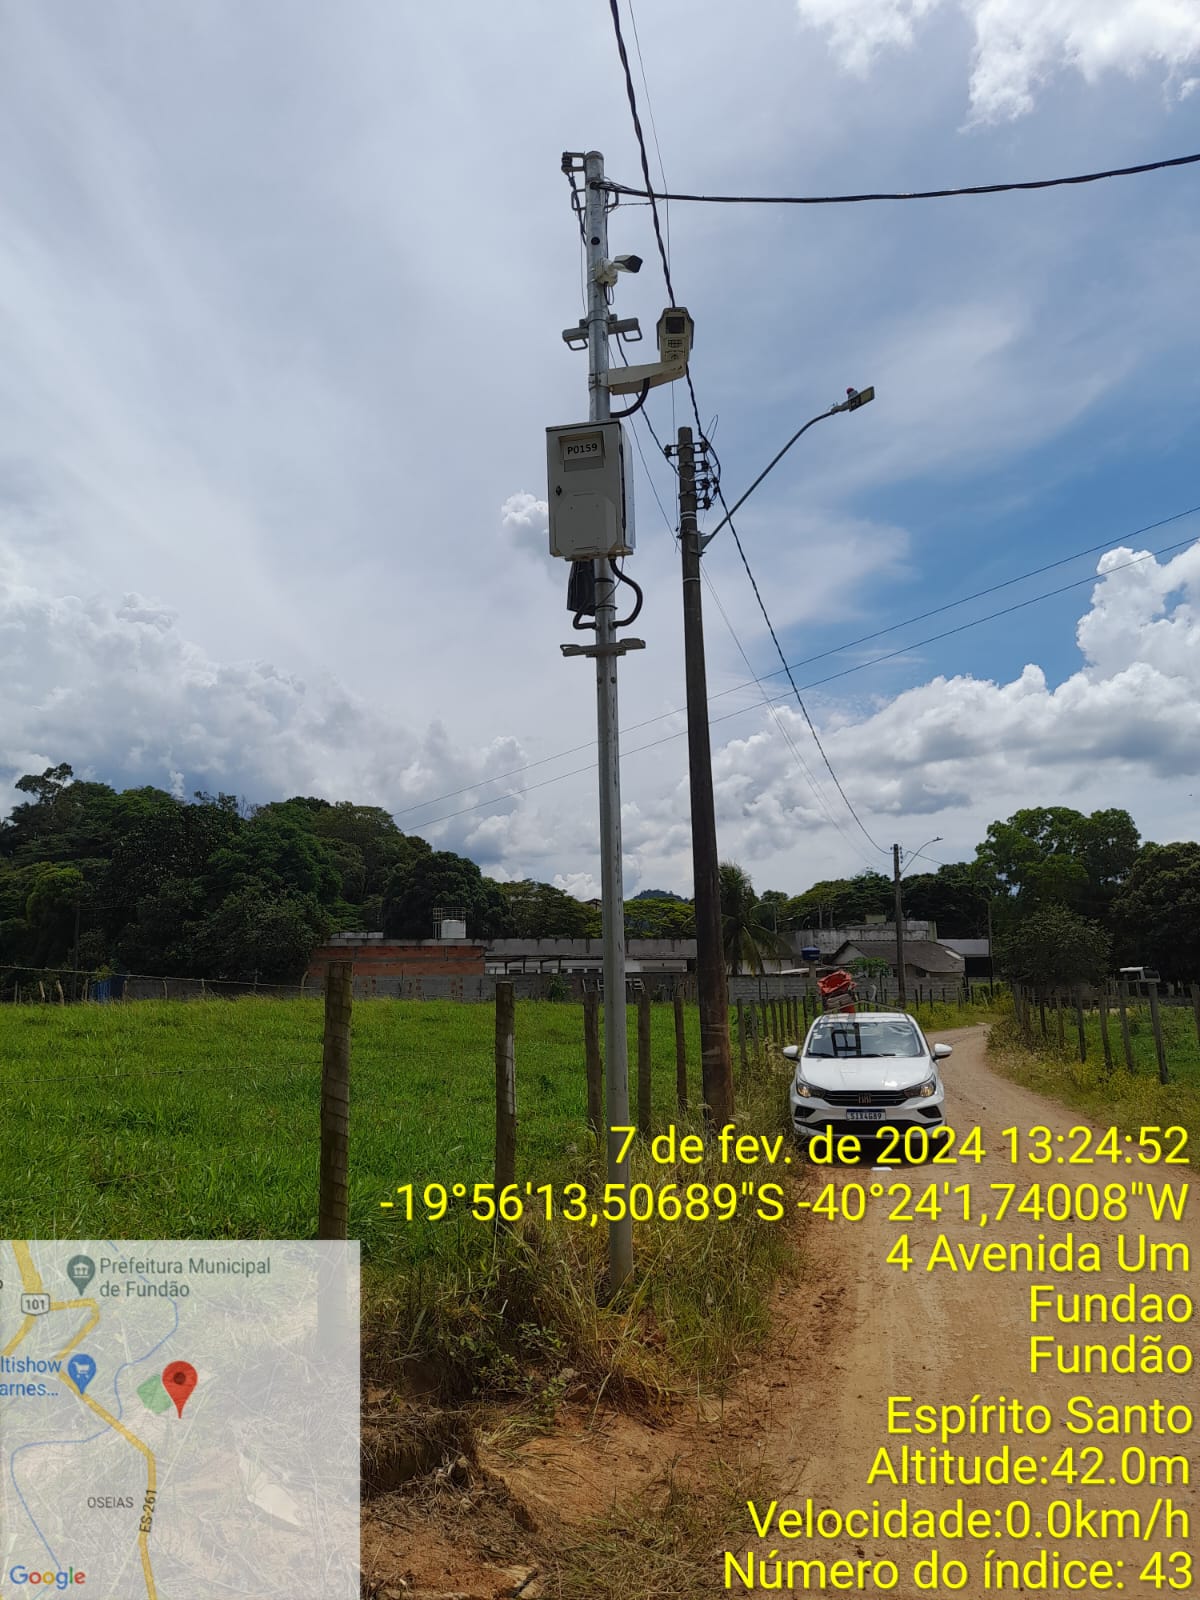 P0159
7 de fev. de 2024 13:24:52
-19°56'13,50689"S -40°24'1,74008"W
4 Avenida Um
Fundao
Fundão
Espírito Santo
Altitude:42.0m
Velocidade:0.0km/h
Número do índice: 43
Prefeitura Municipal
de Fundão
101
ltishow
arnes...
OSEIAS
ES-261
Google